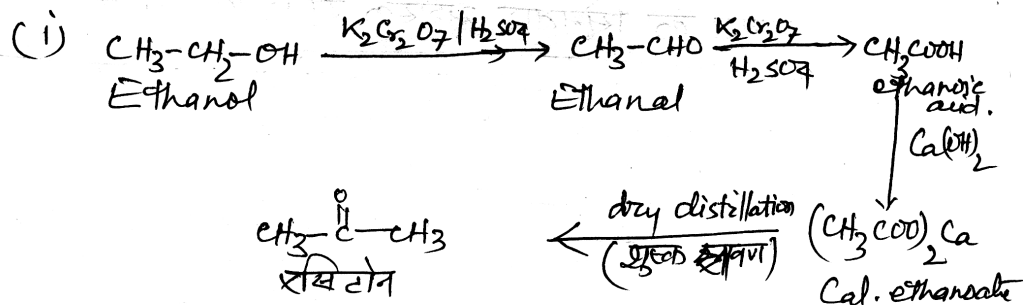 (i) CH3-CH2-OH K2Cr2O7 / H2SO4 CH3-CHO K2Cr2O7 H2SO4 CH3COOH
Ethanol Ethanal ethanoic acid.
Ca(OH)2
CH3-C-CH3 O dry distillation (CH3COO)2Ca
एसिटोन (शुष्क) Cal. ethanoate